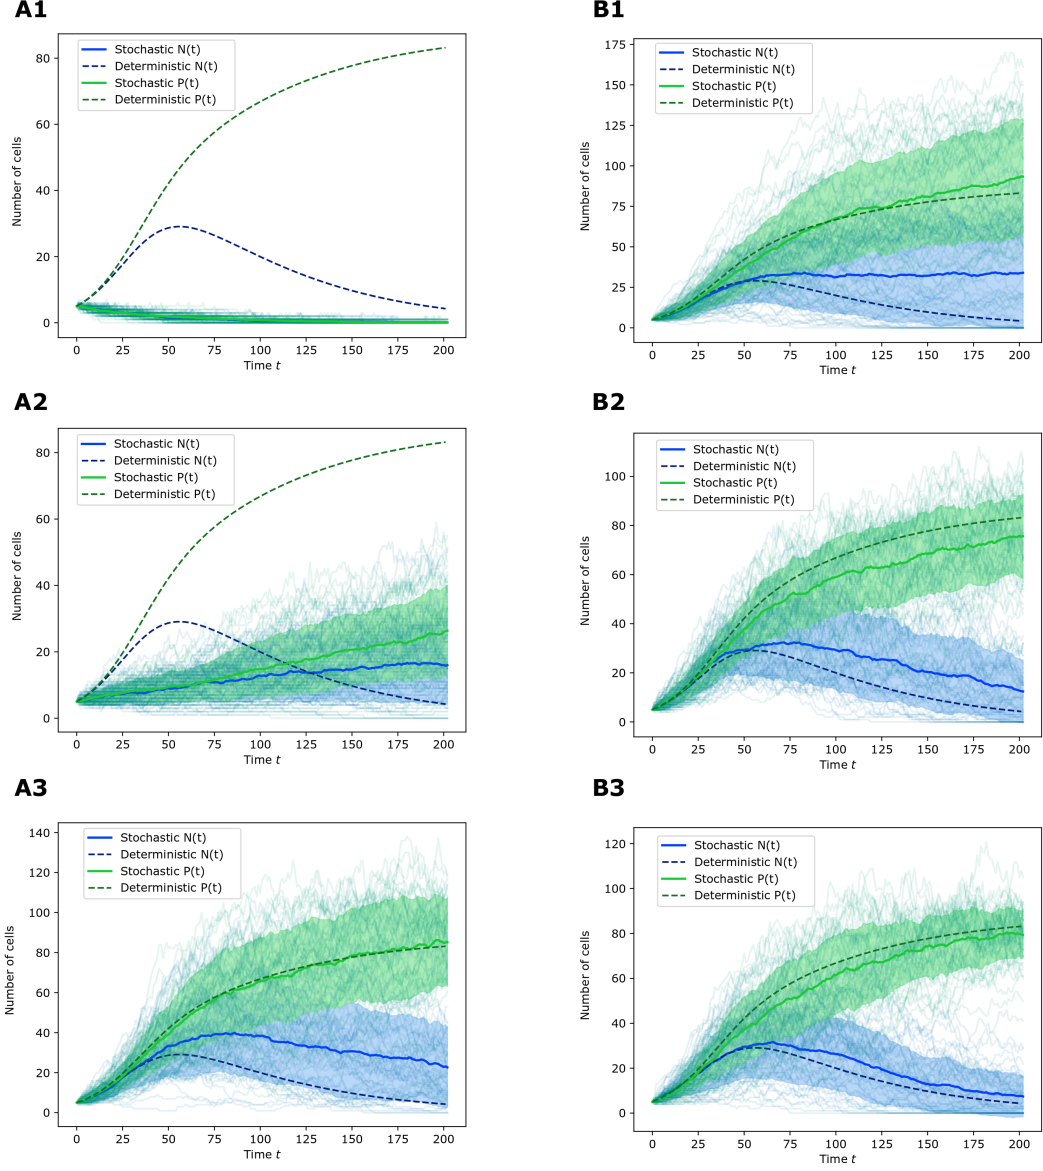 A1
Number of cells
80
60
40
20
0
Stochastic N(t)
Deterministic N(t)
Stochastic P(t)
Deterministic P(t)
0 25 50 75 100 125 150 175 200
Time t
B1
Number of cells
175
150
125
100
75
50
25
0
Stochastic N(t)
Deterministic N(t)
Stochastic P(t)
Deterministic P(t)
0 25 50 75 100 125 150 175 200
Time t
A2
Number of cells
80
60
40
20
0
Stochastic N(t)
Deterministic N(t)
Stochastic P(t)
Deterministic P(t)
0 25 50 75 100 125 150 175 200
Time t
B2
Number of cells
100
80
60
40
20
0
Stochastic N(t)
Deterministic N(t)
Stochastic P(t)
Deterministic P(t)
0 25 50 75 100 125 150 175 200
Time t
A3
Number of cells
140
120
100
80
60
40
20
0
Stochastic N(t)
Deterministic N(t)
Stochastic P(t)
Deterministic P(t)
0 25 50 75 100 125 150 175 200
Time t
B3
Number of cells
120
100
80
60
40
20
0
Stochastic N(t)
Deterministic N(t)
Stochastic P(t)
Deterministic P(t)
0 25 50 75 100 125 150 175 200
Time t